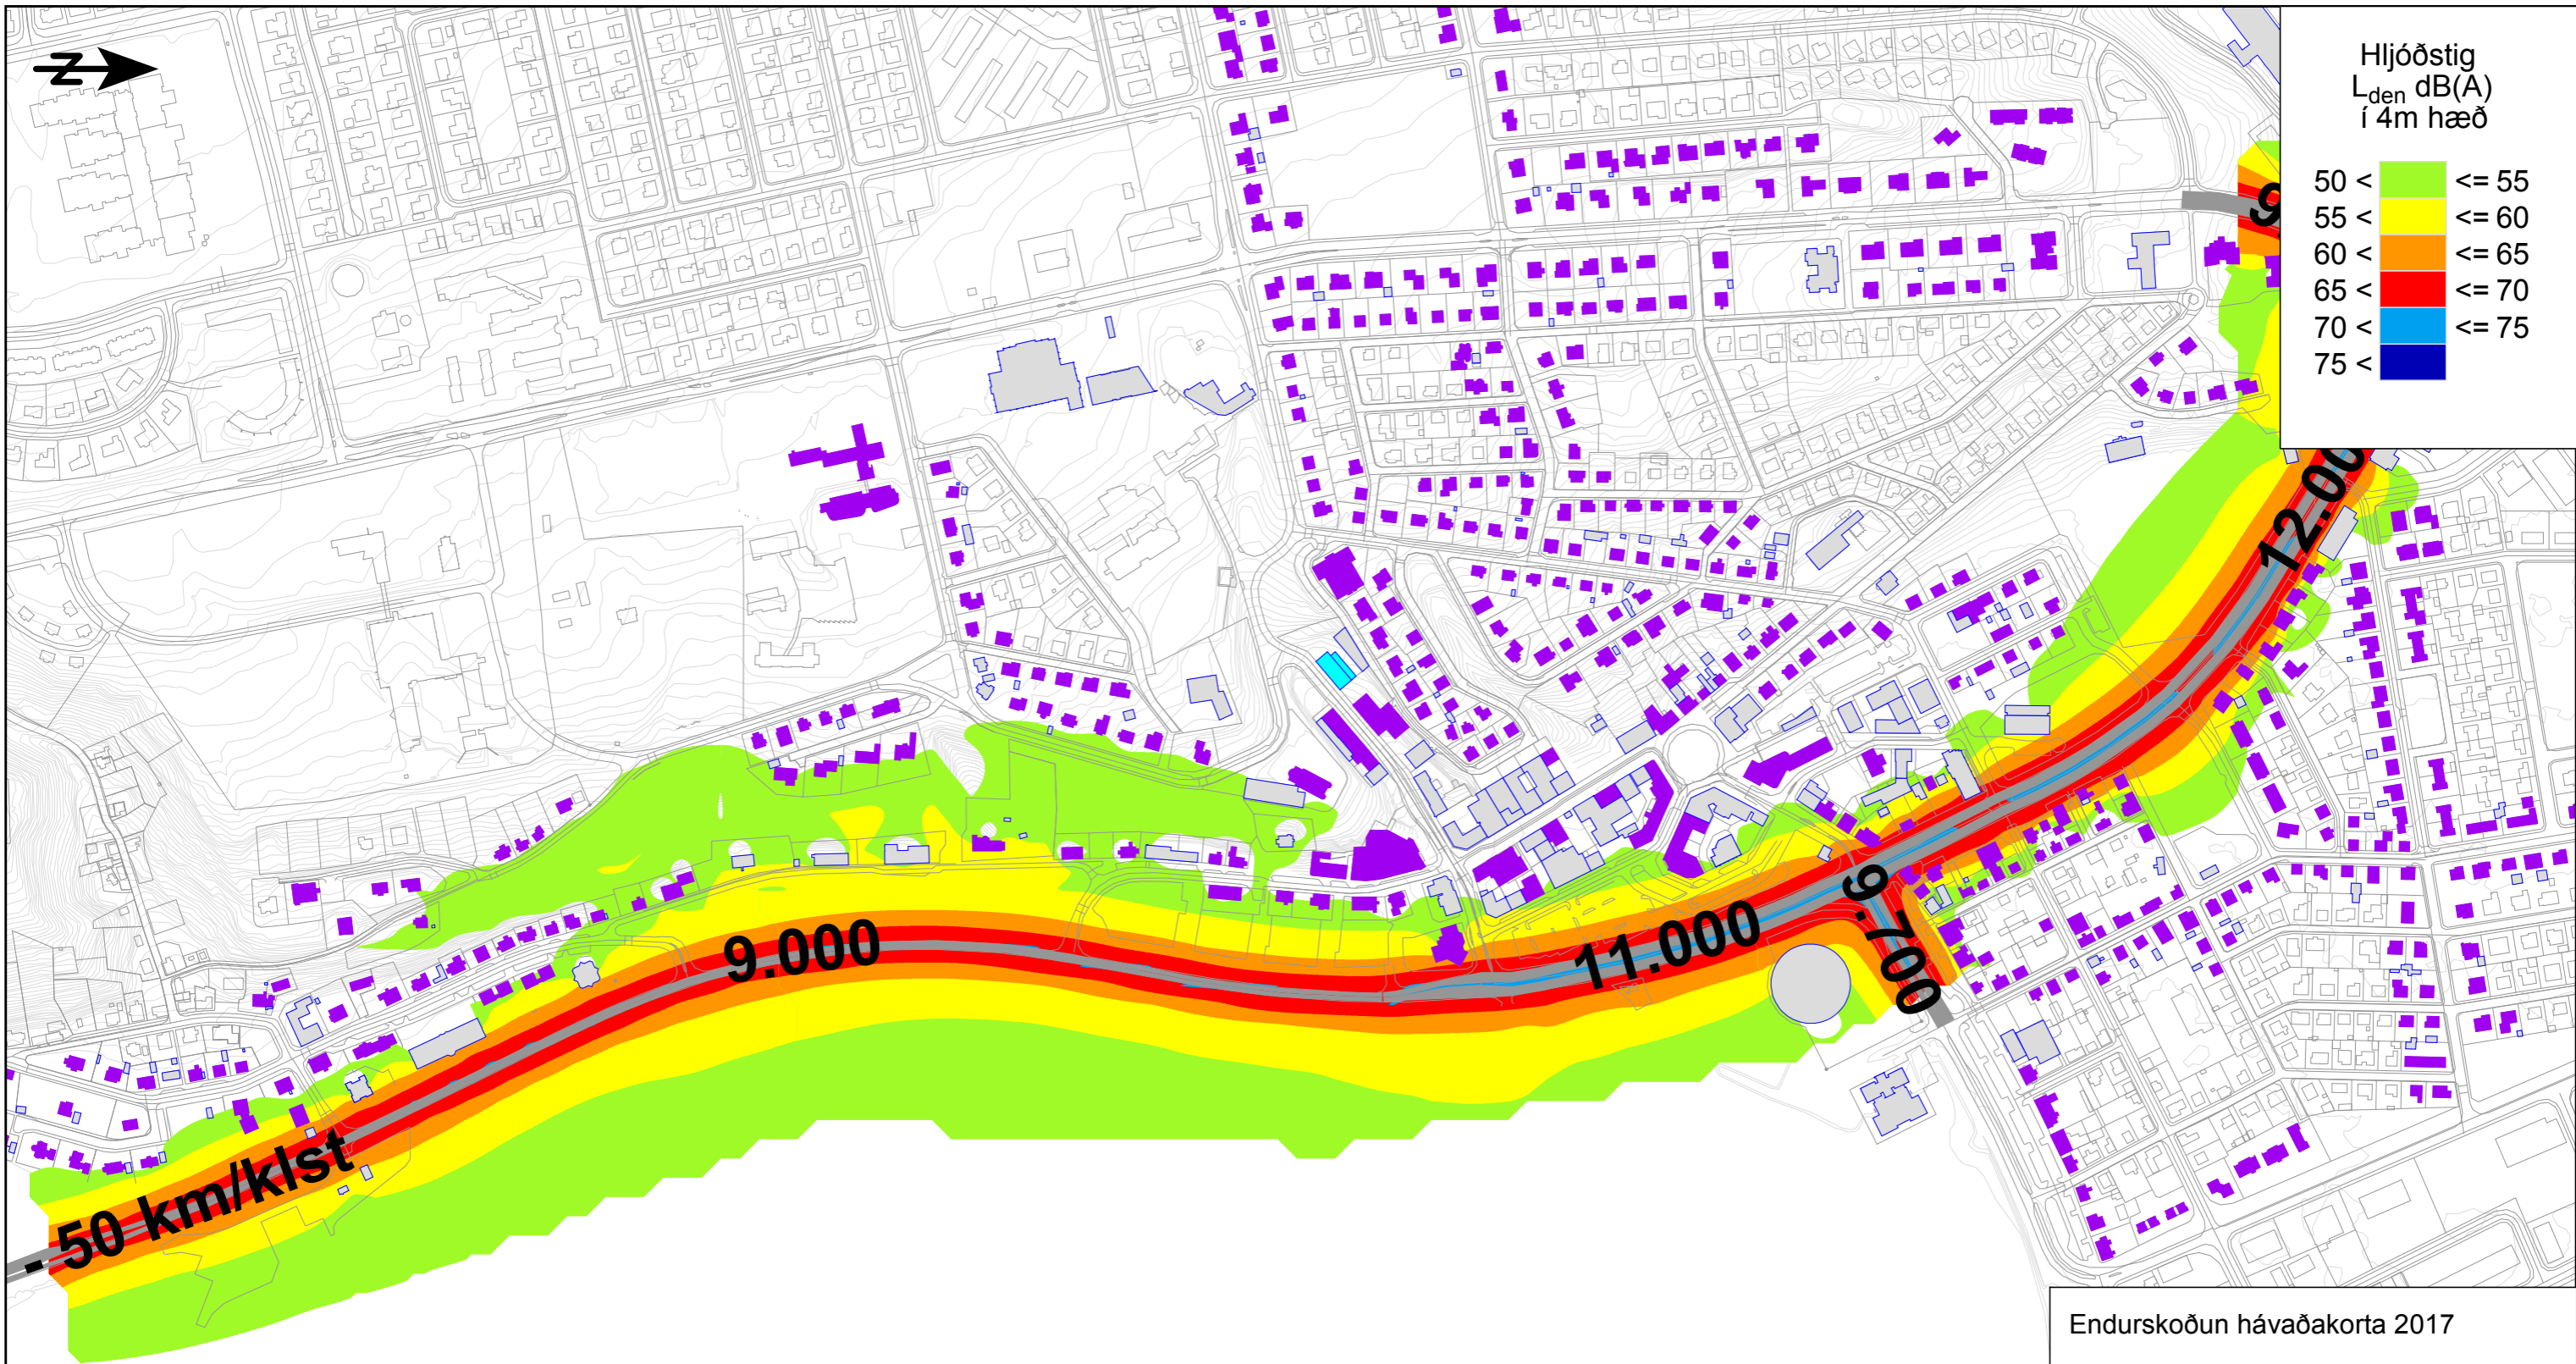 Z
Hljóðstig
Lden dB(A)
í 4m hæð
50 < <= 55
55 < <= 60
60 < <= 65
65 < <= 70
70 < <= 75
75 <
12.00
9.000
11.000
9.700
- 50 km/klst
Endurskoðun hávaðakorta 2017